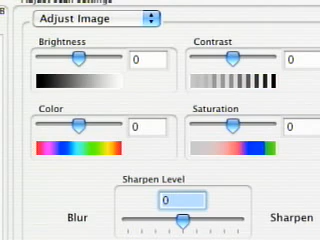 Adjust Image
Brightness
0
Contrast
0
Color
0
Saturation
0
Sharpen Level
0
Blur
Sharpen